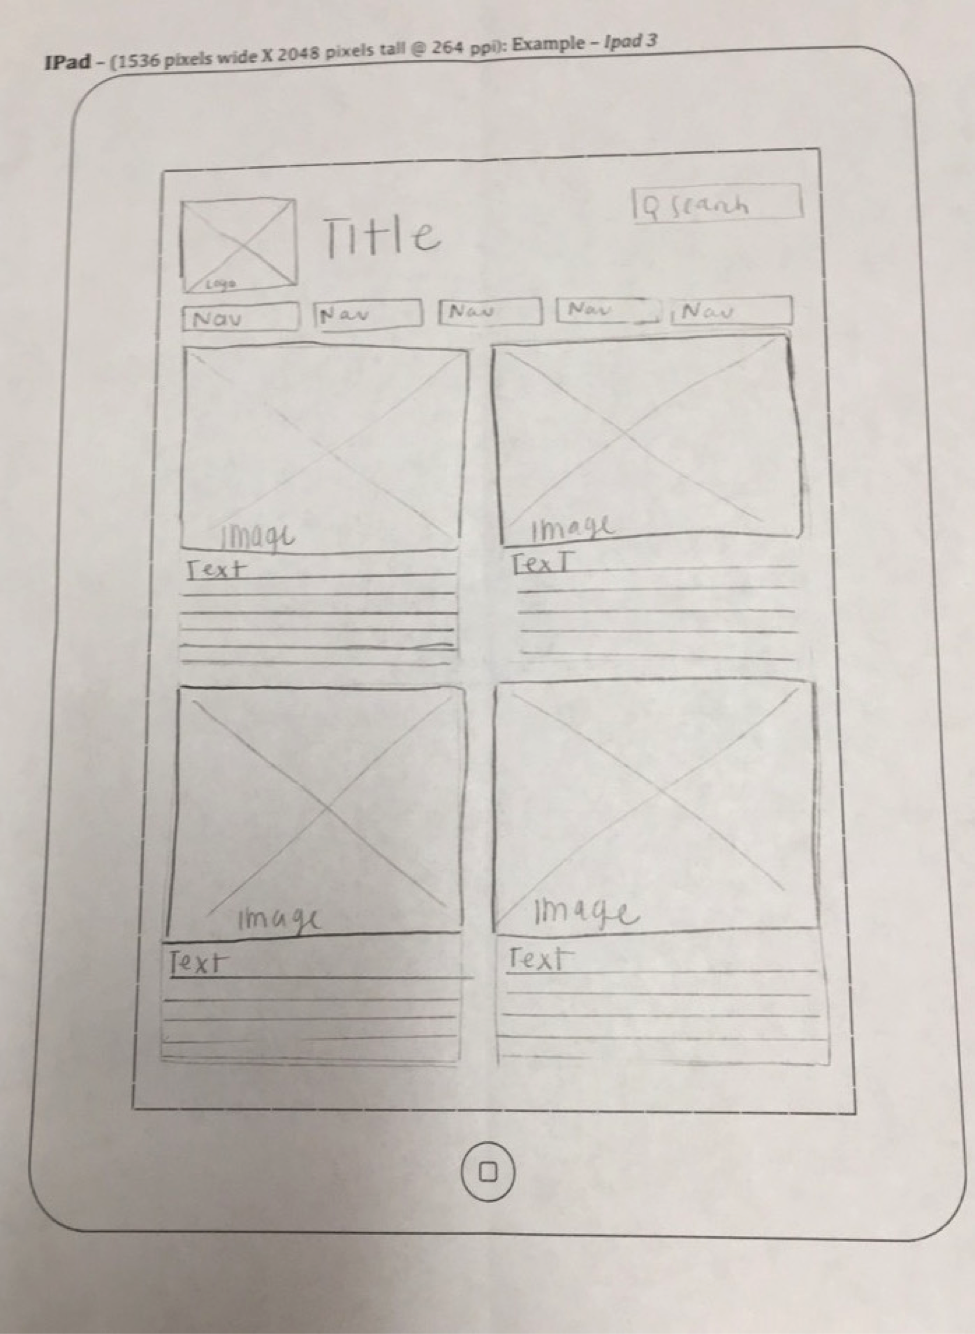 IPad – (1536 pixels wide X 2048 pixels tall @ 264 ppi): Example – Ipad 3
Title
Search
Logo
Nav Nav Nav Nav Nav
Image Image
Text Text
Image Image
Text Text